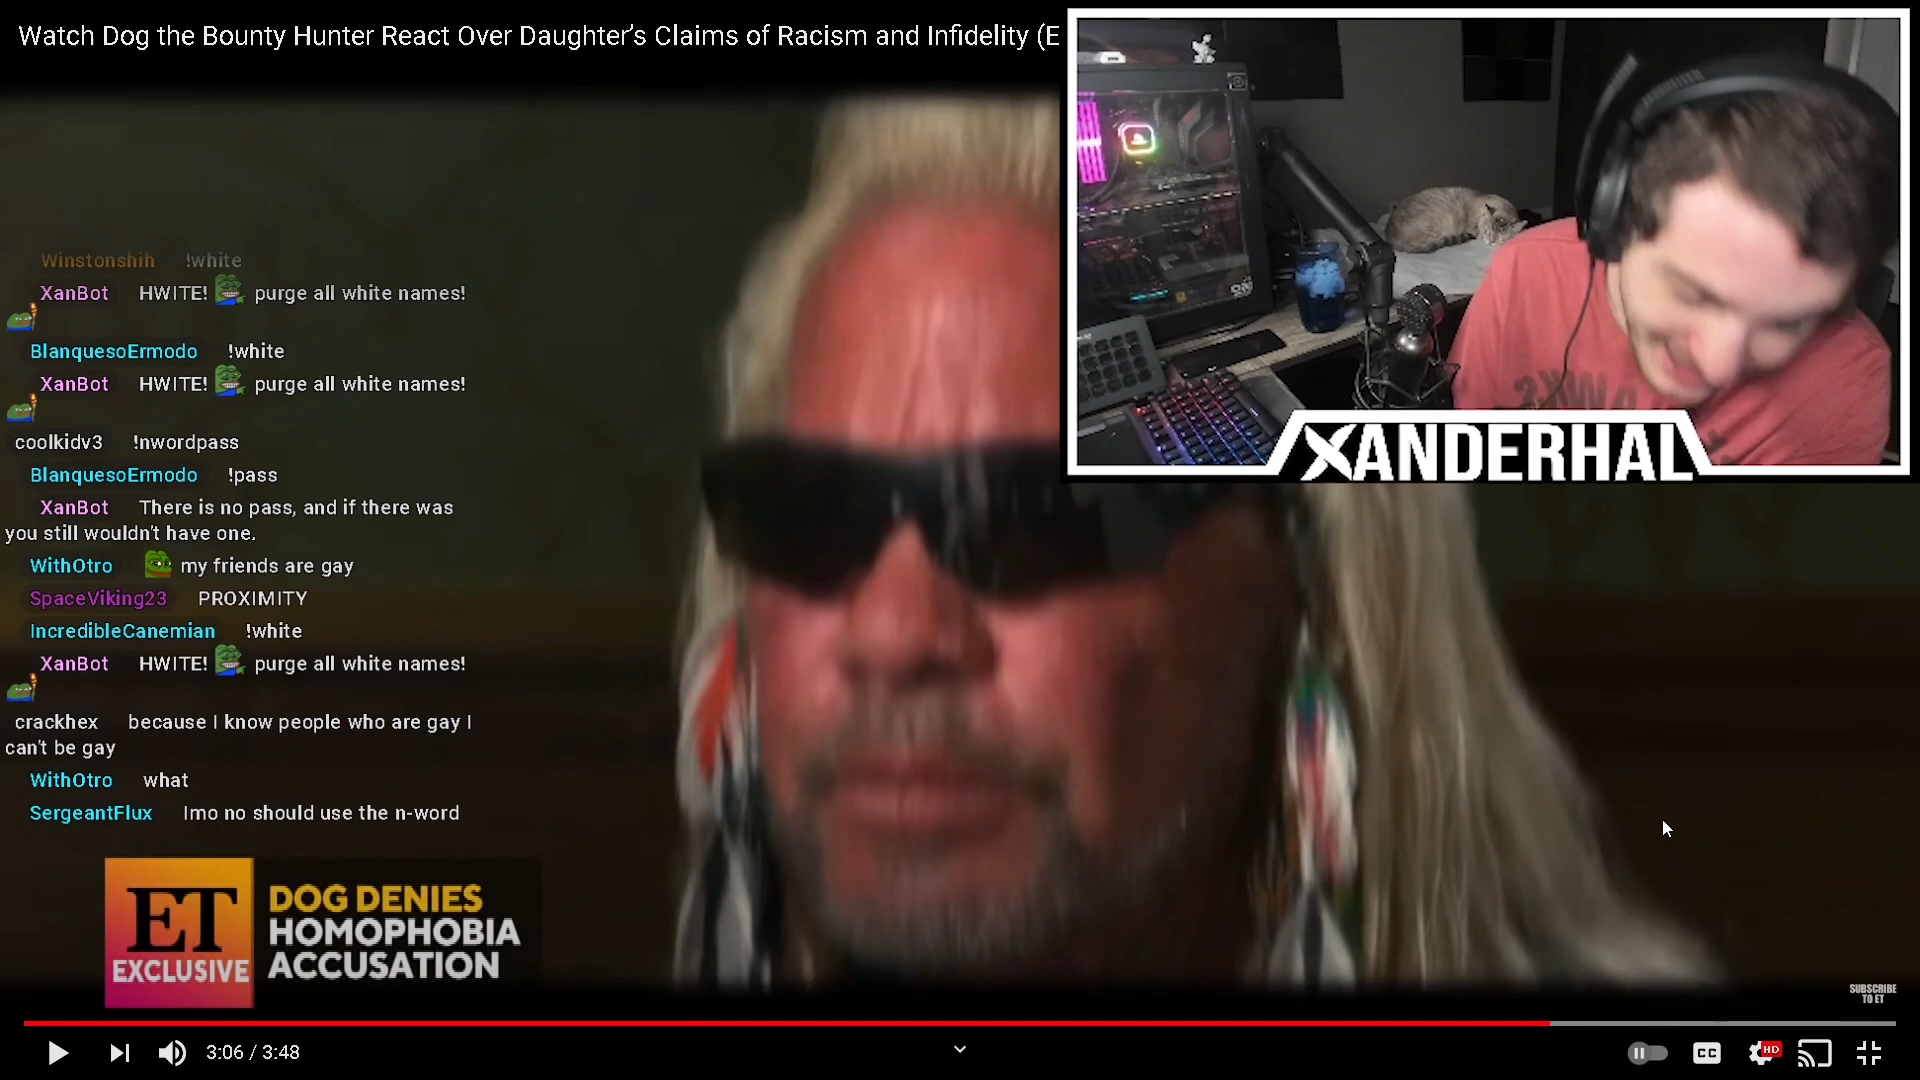 Watch Dog the Bounty Hunter React Over Daughter's Claims of Racism and Infidelity (E
XANDERHAL
Winstonshih !white
XanBot HWITE! purge all white names!
BlanquesoErmodo !white
XanBot HWITE! purge all white names!
coolkidv3 !nwordpass
BlanquesoErmodo !pass
XanBot There is no pass, and if there was
you still wouldn't have one.
WithOtro my friends are gay
SpaceViking23 PROXIMITY
IncredibleCanemian !white
XanBot HWITE! purge all white names!
crackhex because I know people who are gay I
can't be gay
WithOtro what
SergeantFlux Imo no should use the n-word
ET
EXCLUSIVE
DOG DENIES
HOMOPHOBIA
ACCUSATION
SUBSCRIBE
TO ET
3:06 / 3:48
CC
HD